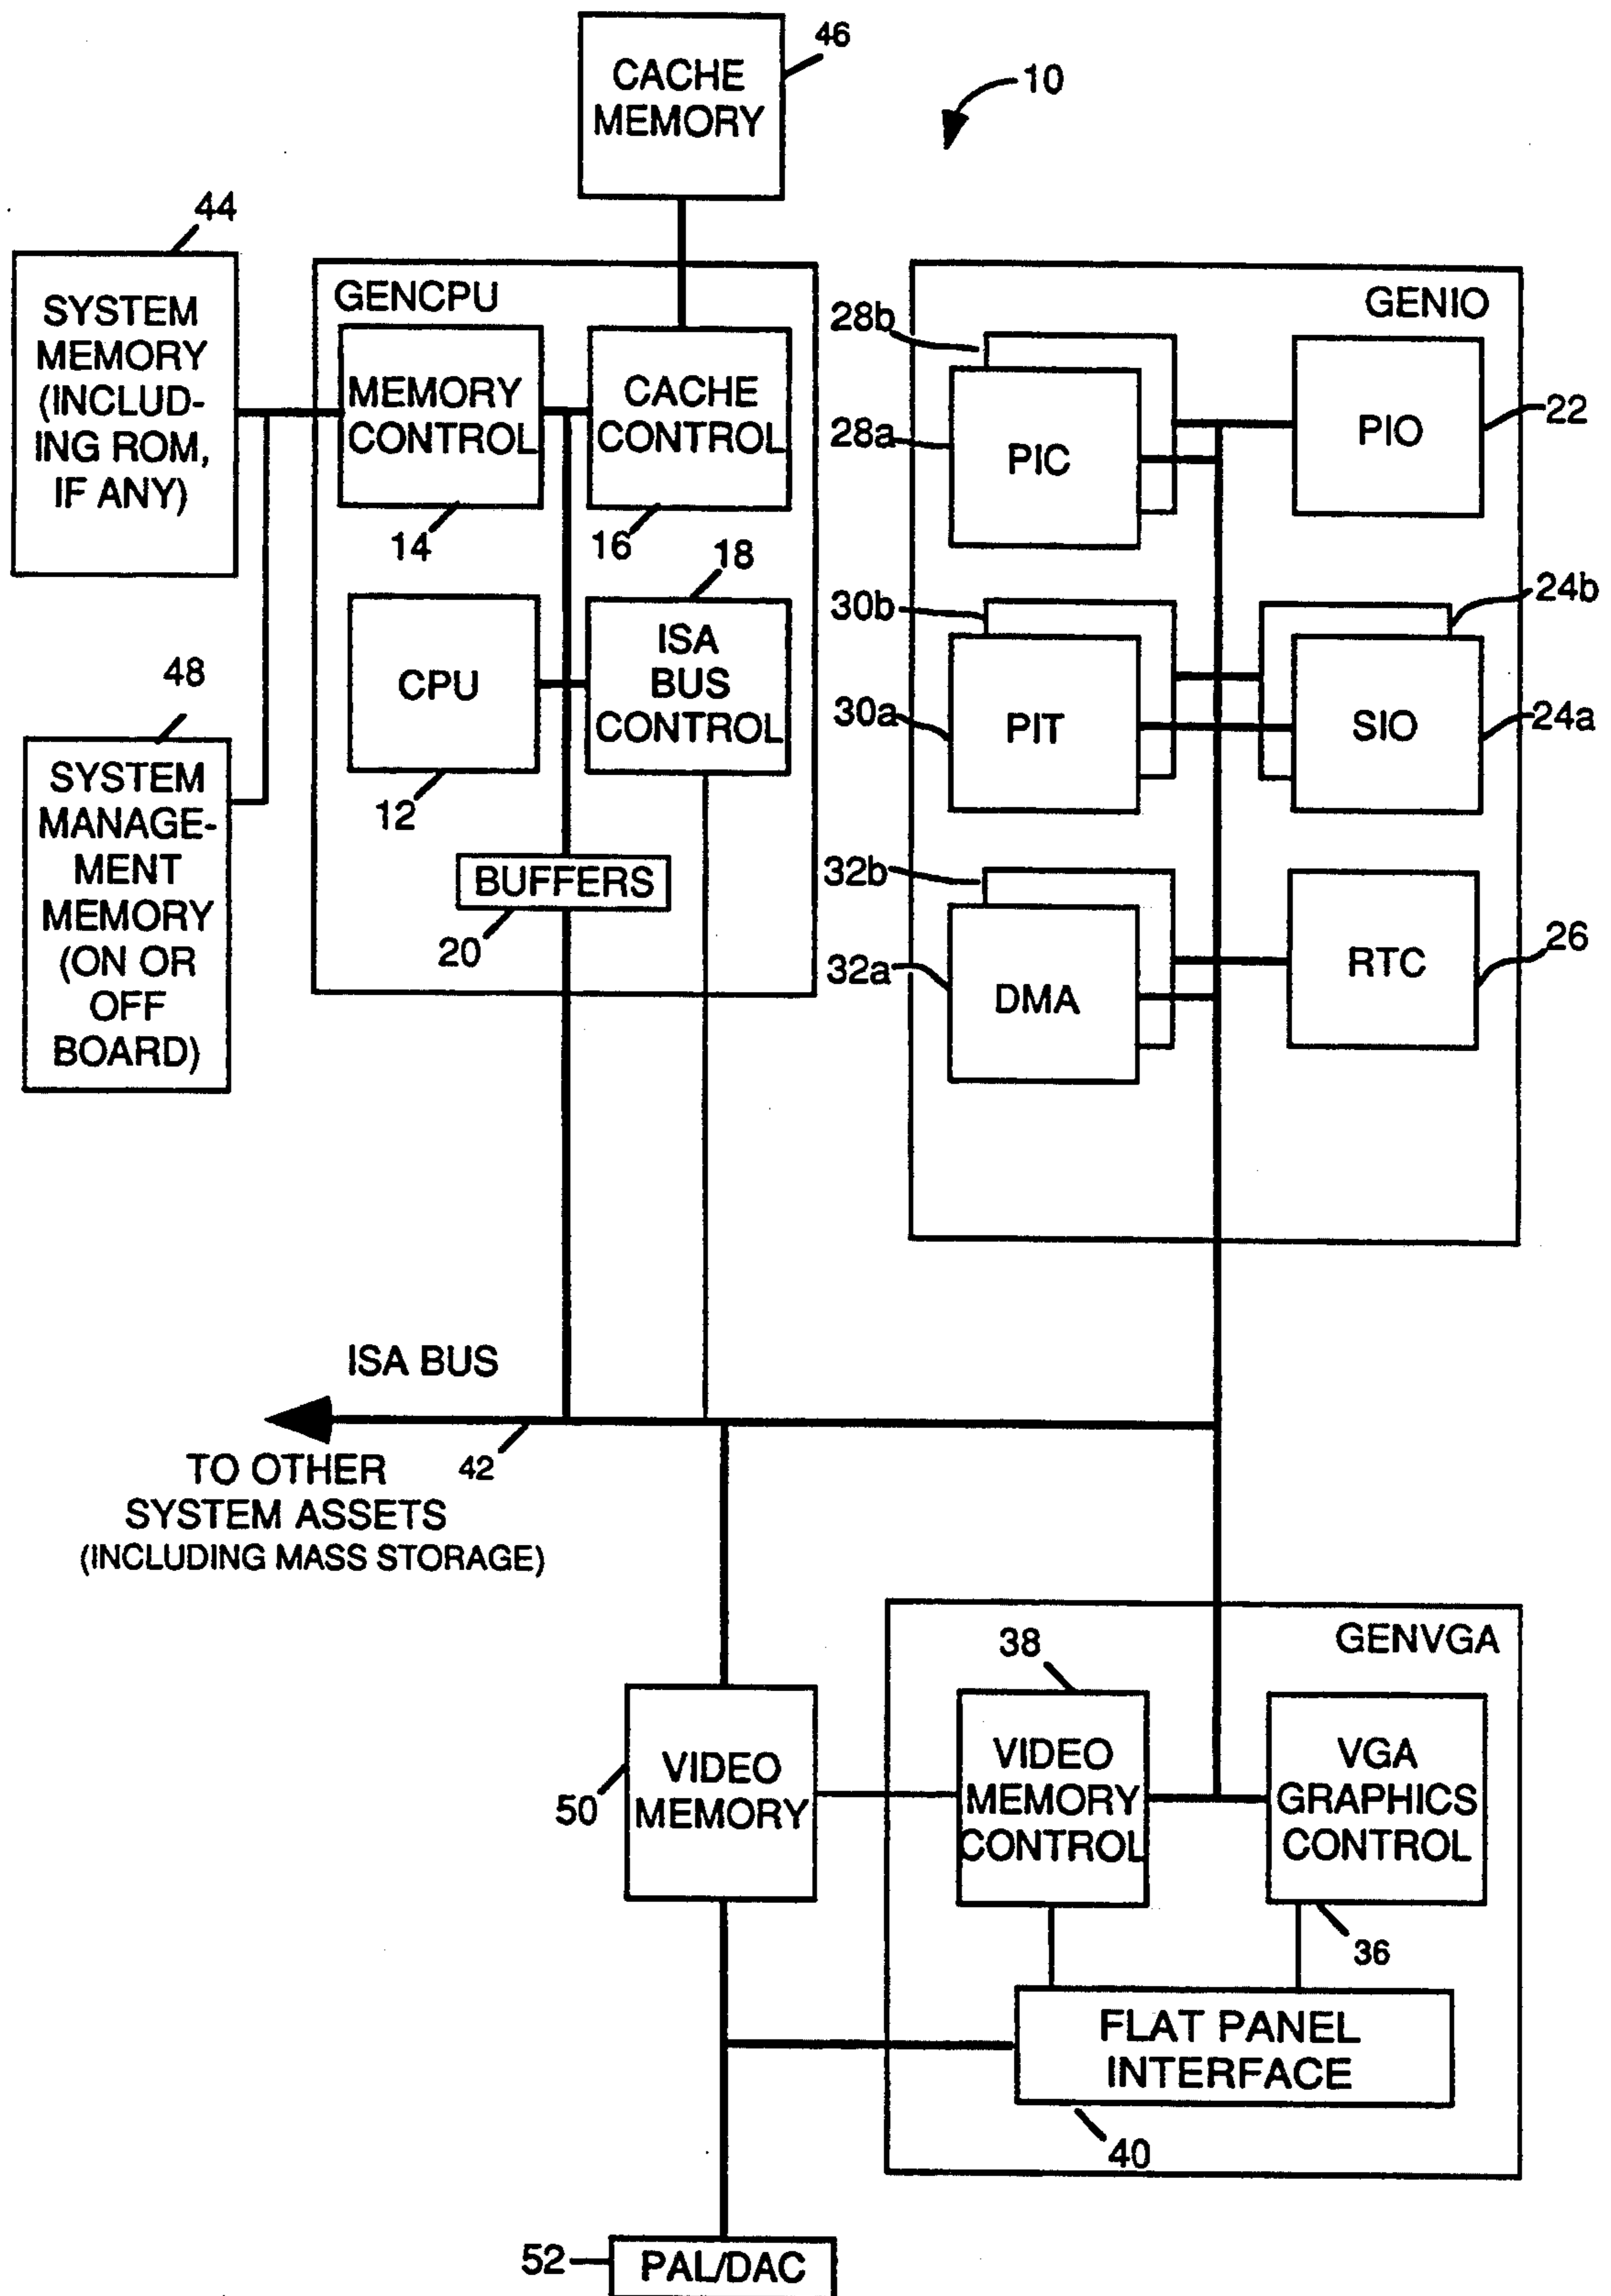 46
CACHE
MEMORY
10
44
SYSTEM
MEMORY
(INCLUD-
ING ROM,
IF ANY)
GENCPU
MEMORY
CONTROL
14
CACHE
CONTROL
16
18
CPU
12
ISA
BUS
CONTROL
BUFFERS
20
48
SYSTEM
MANAGE-
MENT
MEMORY
(ON OR
OFF
BOARD)
GENIO
28b
28a
PIC
PIO
22
30b
30a
PIT
24b
SIO
24a
32b
32a
DMA
RTC
26
ISA BUS
42
TO OTHER
SYSTEM ASSETS
(INCLUDING MASS STORAGE)
GENVGA
38
50
VIDEO
MEMORY
VIDEO
MEMORY
CONTROL
VGA
GRAPHICS
CONTROL
36
FLAT PANEL
INTERFACE
40
52
PAL/DAC